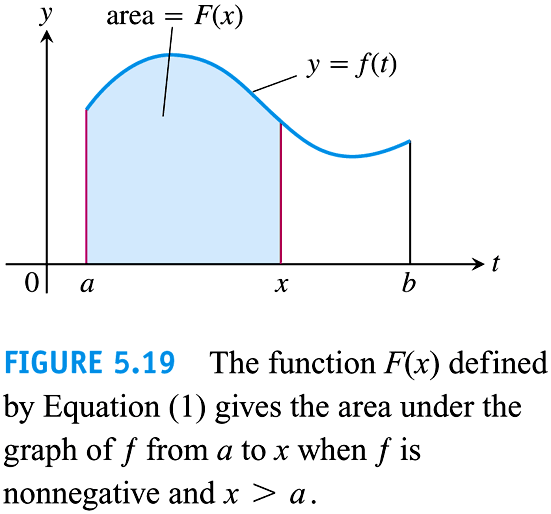 y
area = F(x)
y = f(t)
0
a
x
b
t
FIGURE 5.19 The function F(x) defined
by Equation (1) gives the area under the
graph of f from a to x when f is
nonnegative and x > a.